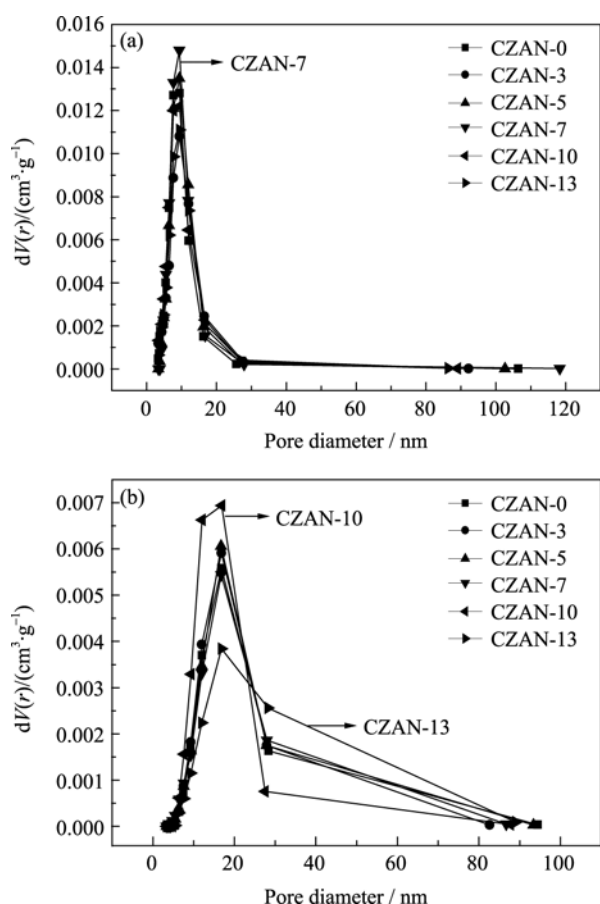 (a)
CZAN-7
CZAN-0
CZAN-3
CZAN-5
CZAN-7
CZAN-10
CZAN-13
0.016
0.014
0.012
0.010
0.008
0.006
0.004
0.002
0.000
dV(r)/(cm³·g⁻¹)
0 20 40 60 80 100 120
Pore diameter / nm
(b)
CZAN-10
CZAN-13
CZAN-0
CZAN-3
CZAN-5
CZAN-7
CZAN-10
CZAN-13
0.007
0.006
0.005
0.004
0.003
0.002
0.001
0.000
dV(r)/(cm³·g⁻¹)
0 20 40 60 80 100
Pore diameter / nm